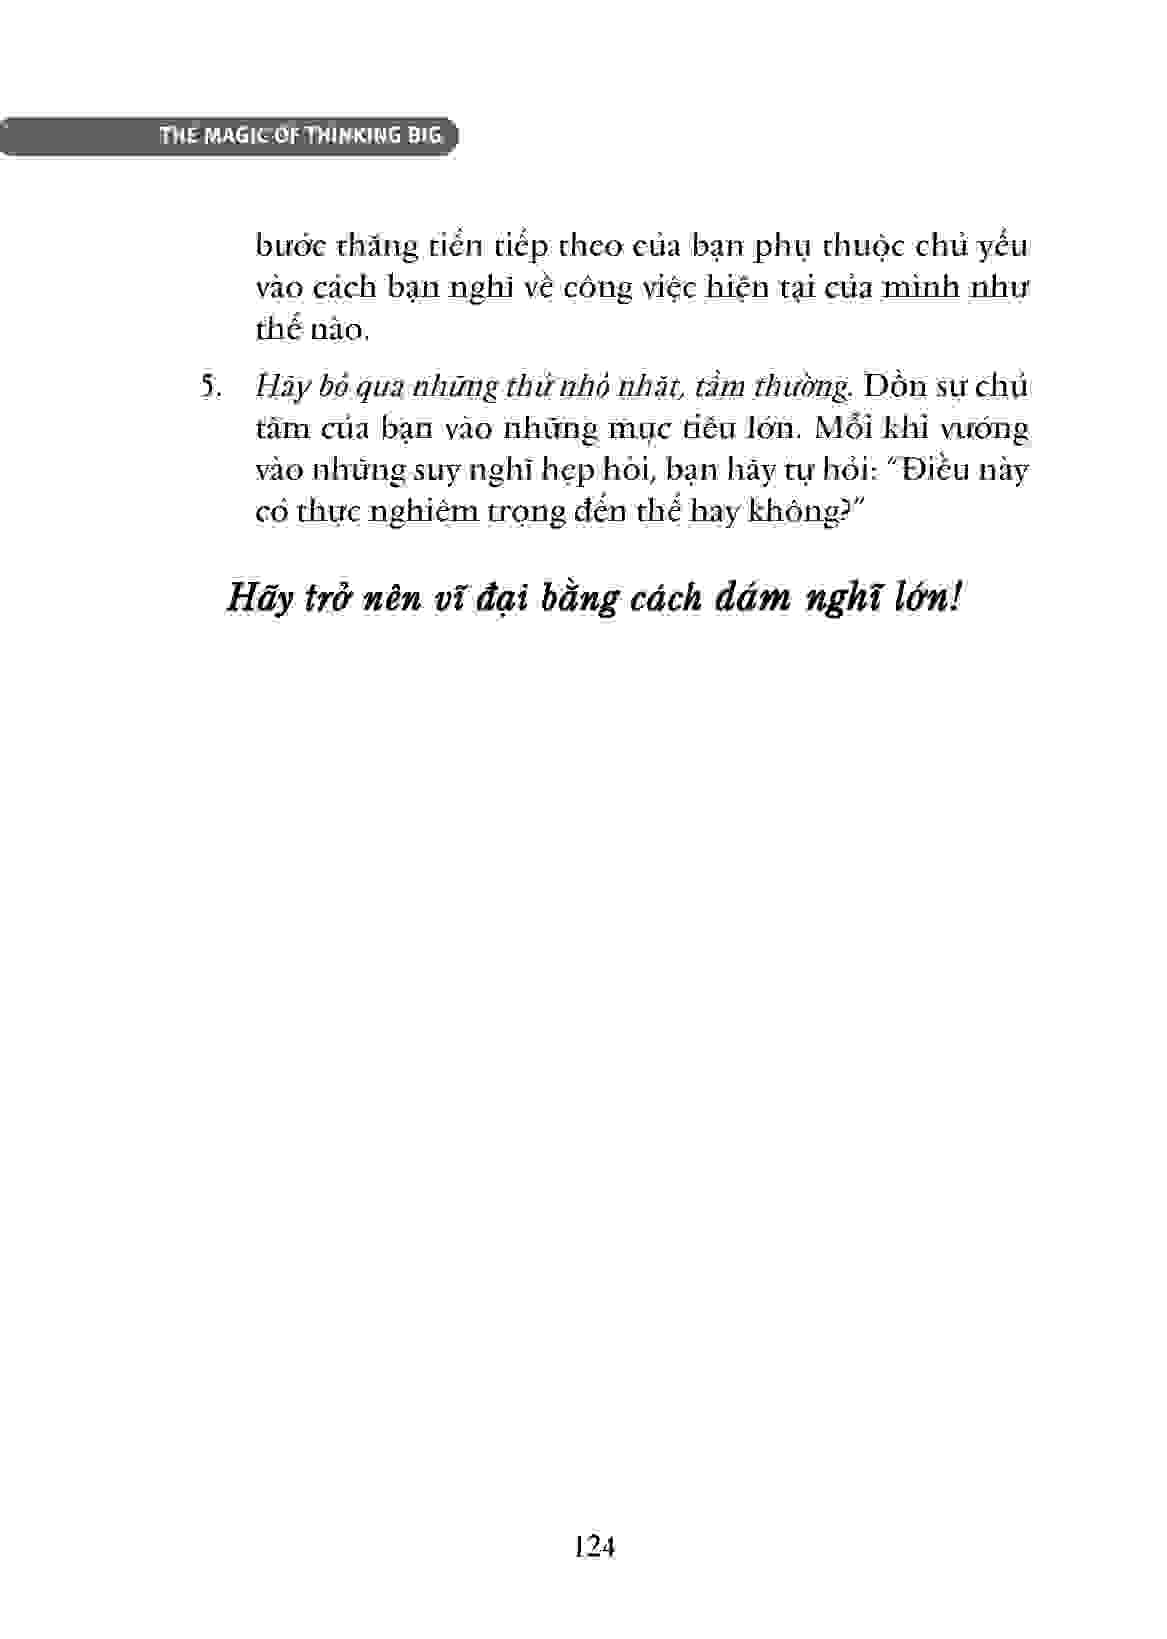 THE MAGIC OF THINKING BIG
bước thăng tiến tiếp theo của bạn phụ thuộc chủ yếu
vào cách bạn nghĩ về công việc hiện tại của mình như
thế nào.
5. Hãy bỏ qua những thứ nhỏ nhặt, tầm thường. Dồn sự chú
tâm của bạn vào những mục tiêu lớn. Mỗi khi vướng
vào những suy nghĩ hẹp hòi, bạn hãy tự hỏi: “Điều này
có thực nghiêm trọng đến thế hay không?”
Hãy trở nên vĩ đại bằng cách dám nghĩ lớn!
124